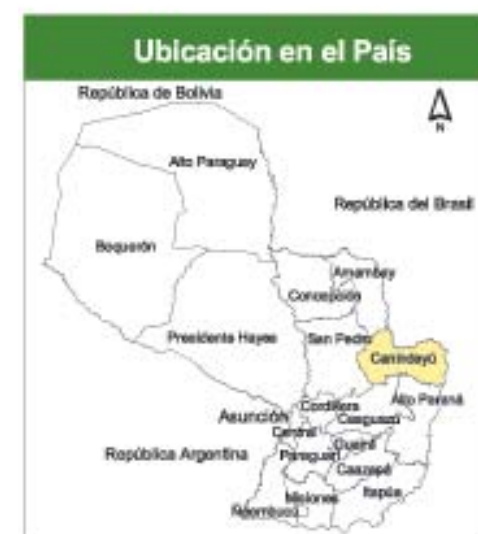 Ubicación en el País
República de Bolivia
N
Alto Paraguay
República del Brasil
Boquerón
Amambay
Concepción
Presidente Hayes
San Pedro
Canindeyú
Alto Paraná
Cordillera
Asunción
Caaguazú
Central
Guairá
República Argentina
Paraguarí
Caazapá
Itapúa
Misiones
Ñeembucú